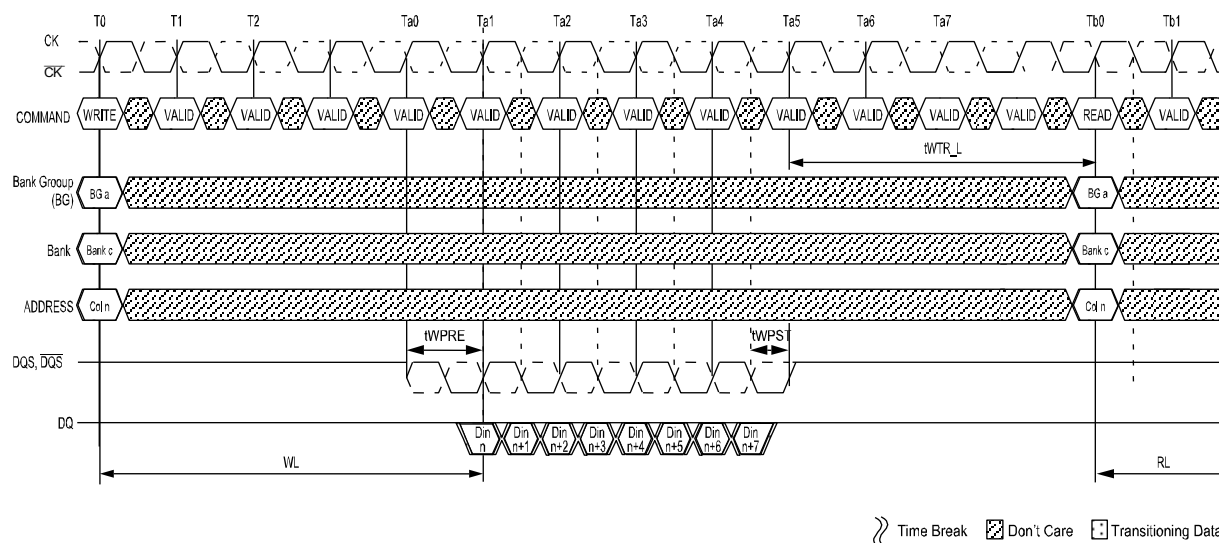 T0 T1 T2 Ta0 Ta1 Ta2 Ta3 Ta4 Ta5 Ta6 Ta7 Tb0 Tb1
CK
CK
COMMAND WRITE VALID VALID VALID VALID VALID VALID VALID VALID VALID VALID VALID VALID READ VALID
tWTR_L
Bank Grooup
(BG) BG a BG a
Bank Bank c Bank c
ADDRESS Col n Col n
tWPRE tWPST
DQS, DQS
DQ Din n Din n+1 Din n+2 Din n+3 Din n+4 Din n+5 Din n+6 Din n+7
WL RL
Time Break Don't Care Transitioning Data